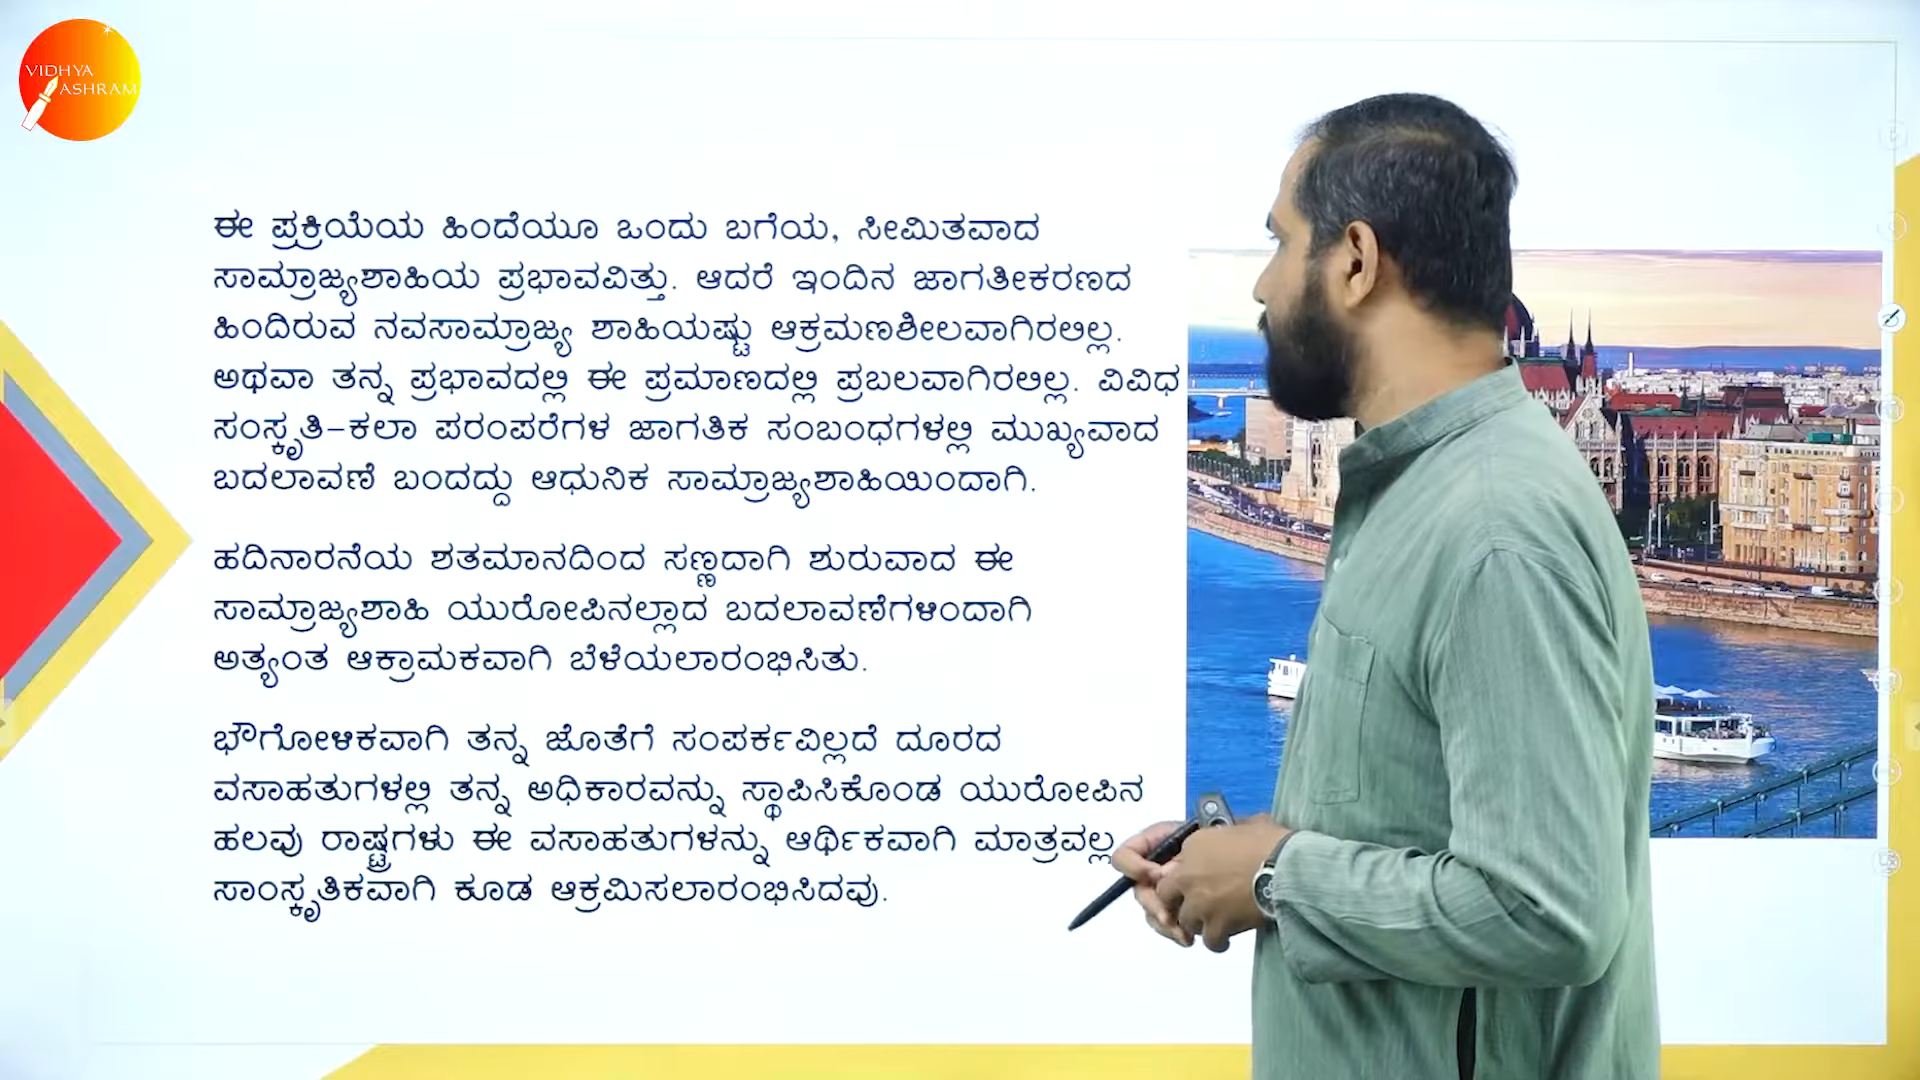 VIDHYA
ASHRAM
ಈ ಪ್ರಕ್ರಿಯೆಯ ಹಿಂದೆಯೂ ಒಂದು ಬಗೆಯ, ಸೀಮಿತವಾದ
ಸಾಮ್ರಾಜ್ಯಶಾಹಿಯ ಪ್ರಭಾವವಿತ್ತು. ಆದರೆ ಇಂದಿನ ಜಾಗತೀಕರಣದ
ಹಿಂದಿರುವ ನವಸಾಮ್ರಾಜ್ಯ ಶಾಹಿಯಷ್ಟು ಆಕ್ರಮಣಶೀಲವಾಗಿರಲಿಲ್ಲ.
ಅಥವಾ ತನ್ನ ಪ್ರಭಾವದಲ್ಲಿ ಈ ಪ್ರಮಾಣದಲ್ಲಿ ಪ್ರಬಲವಾಗಿರಲಿಲ್ಲ. ವಿವಿಧ
ಸಂಸ್ಕೃತಿ–ಕಲಾ ಪರಂಪರೆಗಳ ಜಾಗತಿಕ ಸಂಬಂಧಗಳಲ್ಲಿ ಮುಖ್ಯವಾದ
ಬದಲಾವಣೆ ಬಂದದ್ದು ಆಧುನಿಕ ಸಾಮ್ರಾಜ್ಯಶಾಹಿಯಿಂದಾಗಿ.
ಹದಿನಾರನೆಯ ಶತಮಾನದಿಂದ ಸಣ್ಣದಾಗಿ ಶುರುವಾದ ಈ
ಸಾಮ್ರಾಜ್ಯಶಾಹಿ ಯುರೋಪಿನಲ್ಲಾದ ಬದಲಾವಣೆಗಳಿಂದಾಗಿ
ಅತ್ಯಂತ ಆಕ್ರಾಮಕವಾಗಿ ಬೆಳೆಯಲಾರಂಭಿಸಿತು.
ಭೌಗೋಳಿಕವಾಗಿ ತನ್ನ ಜೊತೆಗೆ ಸಂಪರ್ಕವಿಲ್ಲದೆ ದೂರದ
ವಸಾಹತುಗಳಲ್ಲಿ ತನ್ನ ಅಧಿಕಾರವನ್ನು ಸ್ಥಾಪಿಸಿಕೊಂಡ ಯುರೋಪಿನ
ಹಲವು ರಾಷ್ಟ್ರಗಳು ಈ ವಸಾಹತುಗಳನ್ನು ಆರ್ಥಿಕವಾಗಿ ಮಾತ್ರವಲ್ಲ
ಸಾಂಸ್ಕೃತಿಕವಾಗಿ ಕೂಡ ಆಕ್ರಮಿಸಲಾರಂಭಿಸಿದವು.